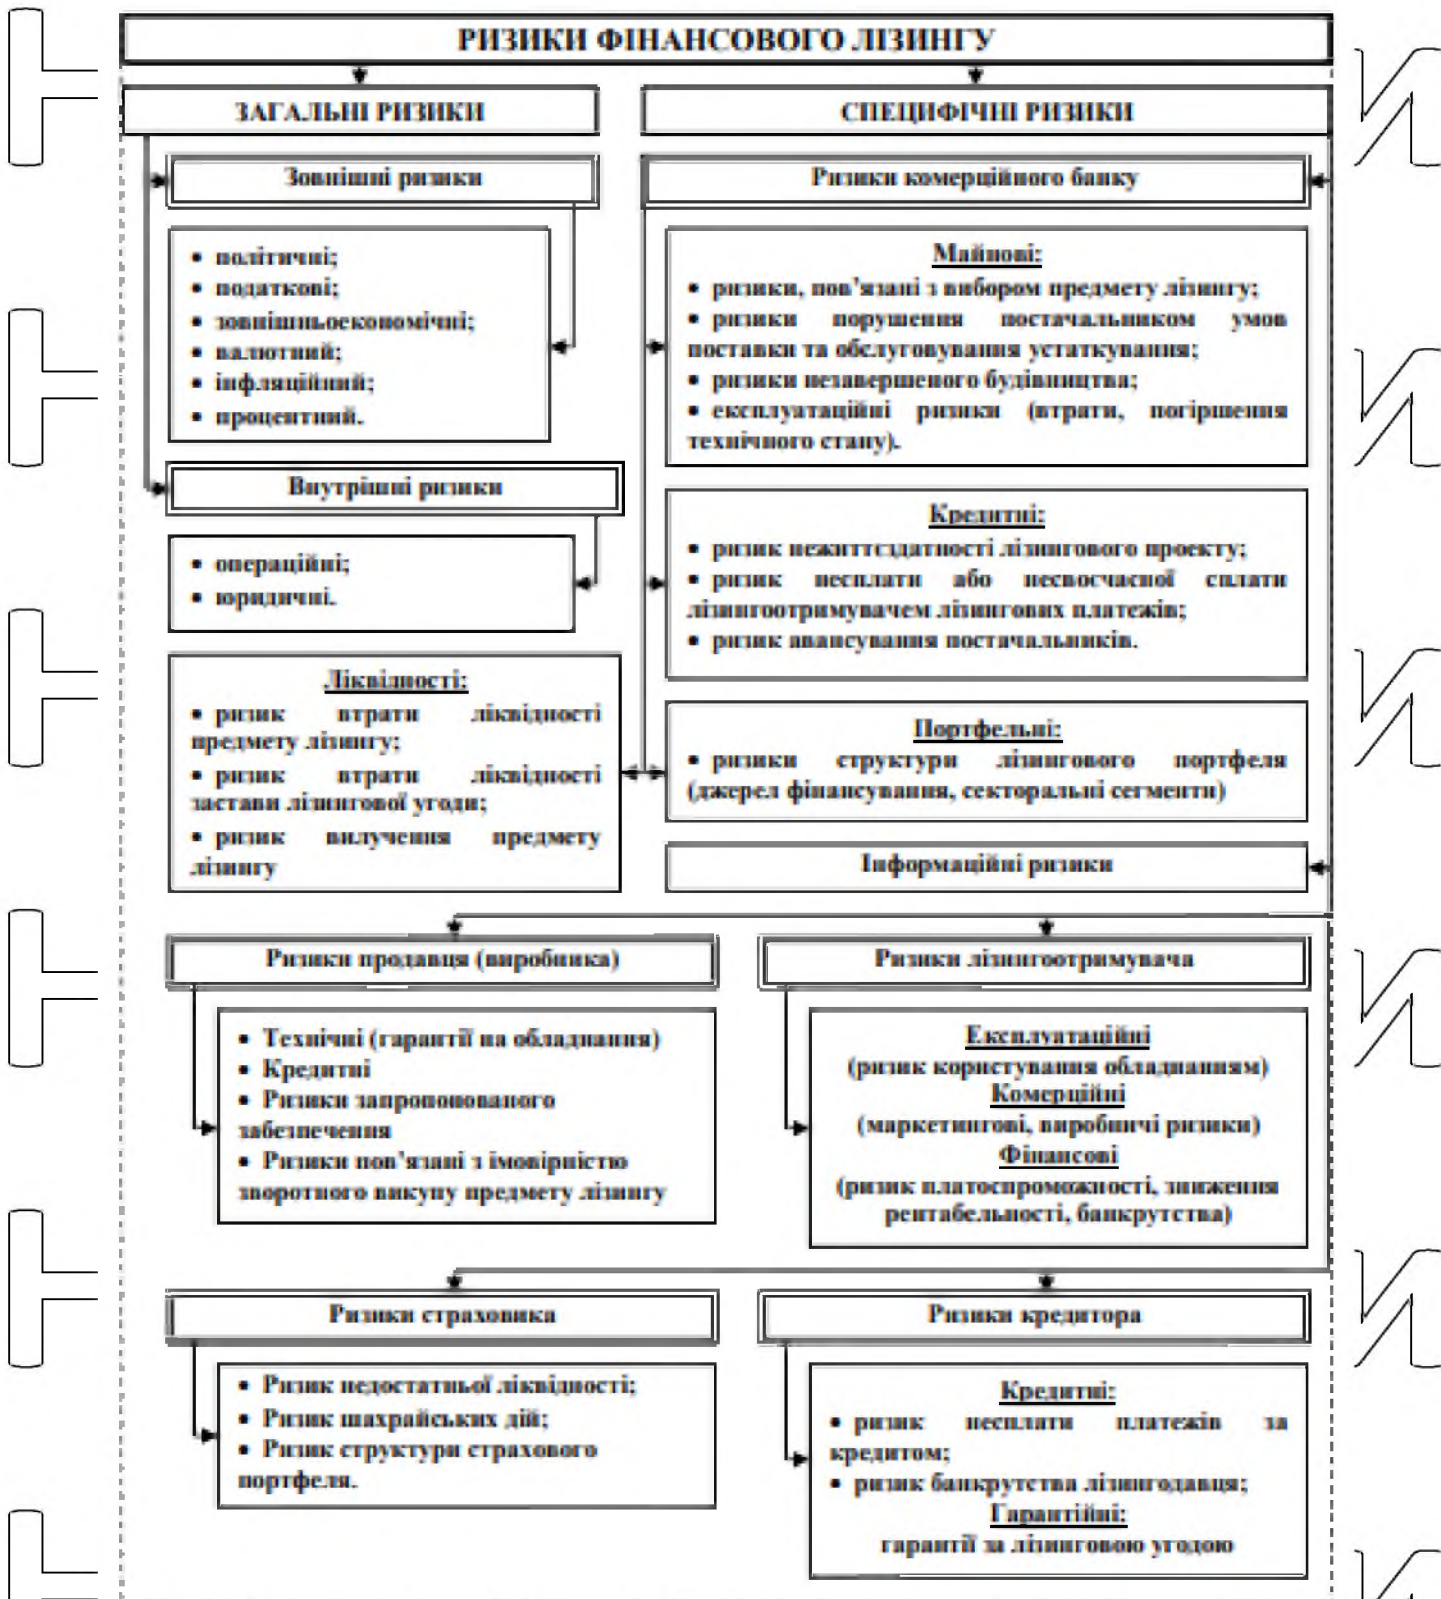 РИЗИКИ ФІНАНСОВОГО ЛІЗИНГУ
ЗАГАЛЬНІ РИЗИКИ
СПЕЦИФІЧНІ РИЗИКИ
Зовнішні ризики
• політичні;
• податкові;
• зовнішньоекономічні;
• валютний;
• інфляційний;
• процентний.
Внутрішні ризики
• операційні;
• юридичні.
Ризики комерційного банку
Майнові:
• ризики, пов’язані з вибором предмету лізингу;
• ризики порушення постачальником умов
поставки та обслуговування устаткування;
• ризики незавершеного будівництва;
• експлуатаційні ризики (втрати, погіршення
технічного стану).
Кредитні:
• ризик нежиттєздатності лізингового проекту;
• ризик несплати або несвоєчасної сплати
лізингоотримувачем лізингових платежів;
• ризик авансування постачальників.
Ліквідності:
• ризик втрати ліквідності
предмету лізингу;
• ризик втрати ліквідності
застави лізингової угоди;
• ризик вилучення предмету
лізингу
Портфельні:
• ризики структури лізингового портфеля
(джерел фінансування, секторальні сегменти)
Інформаційні ризики
Ризики продавця (виробника)
• Технічні (гарантії на обладнання)
• Кредитні
• Ризики запропонованого
забезпечення
• Ризики пов’язані з імовірністю
зворотного викупу предмету лізингу
Ризики лізингоотримувача
Експлуатаційні
(ризик користування обладнанням)
Комерційні
(маркетингові, виробничі ризики)
Фінансові
(ризик платоспроможності, зниження
рентабельності, банкрутства)
Ризики страховика
• Ризик недостатньої ліквідності;
• Ризик шахрайських дій;
• Ризик структури страхового
портфеля.
Ризики кредитора
Кредитні:
• ризик несплати платежів за
кредитом;
• ризик банкрутства лізингодавця;
Гарантійні:
гарантії за лізинговою угодою